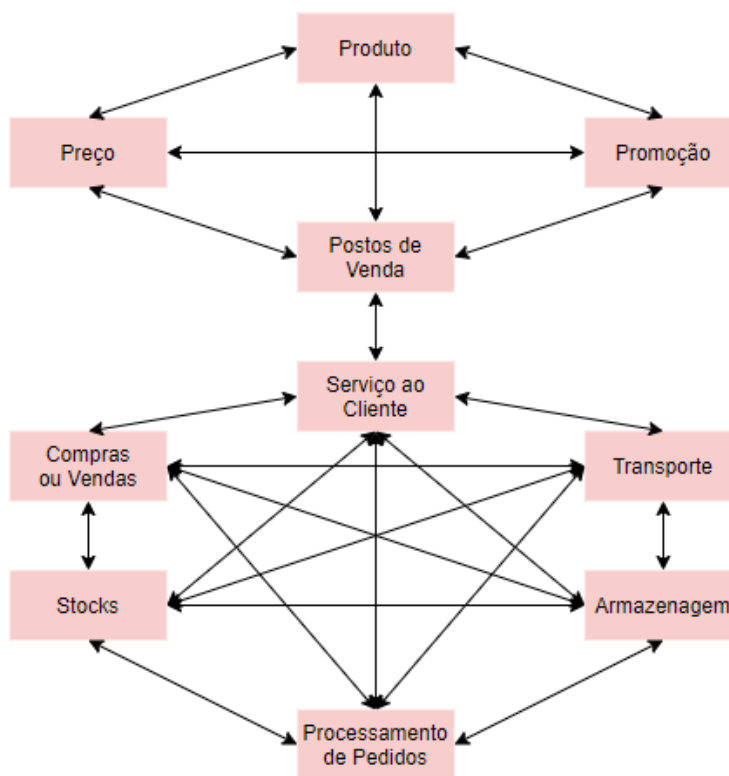 Produto
Preço
Promoção
Postos de
Venda
Serviço ao
Cliente
Compras
ou Vendas
Transporte
Stocks
Armazenagem
Processamento
de Pedidos